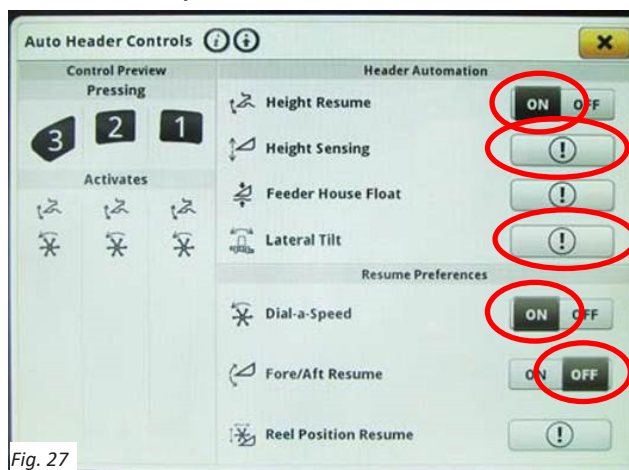 Auto Header Controls
Control Preview
Pressing
3 2 1
Activates
Header Automation
Height Resume ON OFF
Height Sensing !
Feeder House Float !
Lateral Tilt !
Resume Preferences
Dial-a-Speed ON OFF
Fore/Aft Resume ON OFF
Reel Position Resume !
Fig. 27